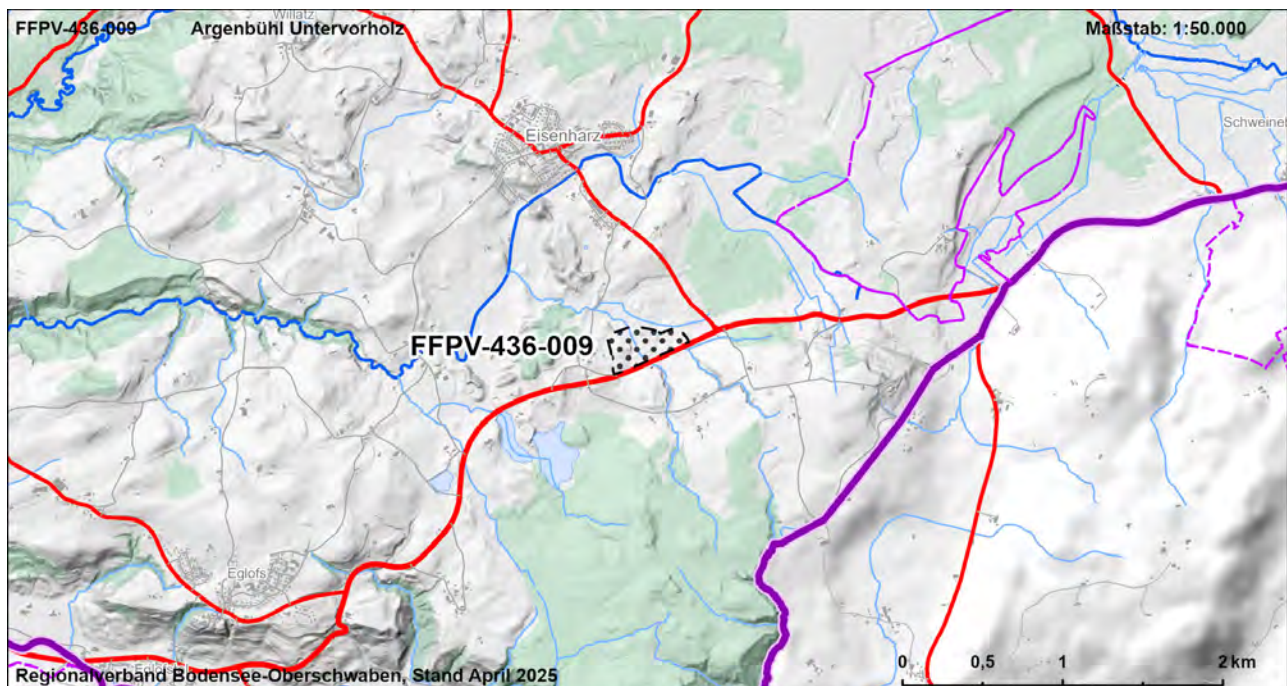 FFPV-436-009 Argenbühl Untervorholz Maßstab: 1:50.000
Willatz
Eisenharz
FFPV-436-009
Eglofs
0 0,5 1 2 km
Regionalverband Bodensee-Oberschwaben, Stand April 2025